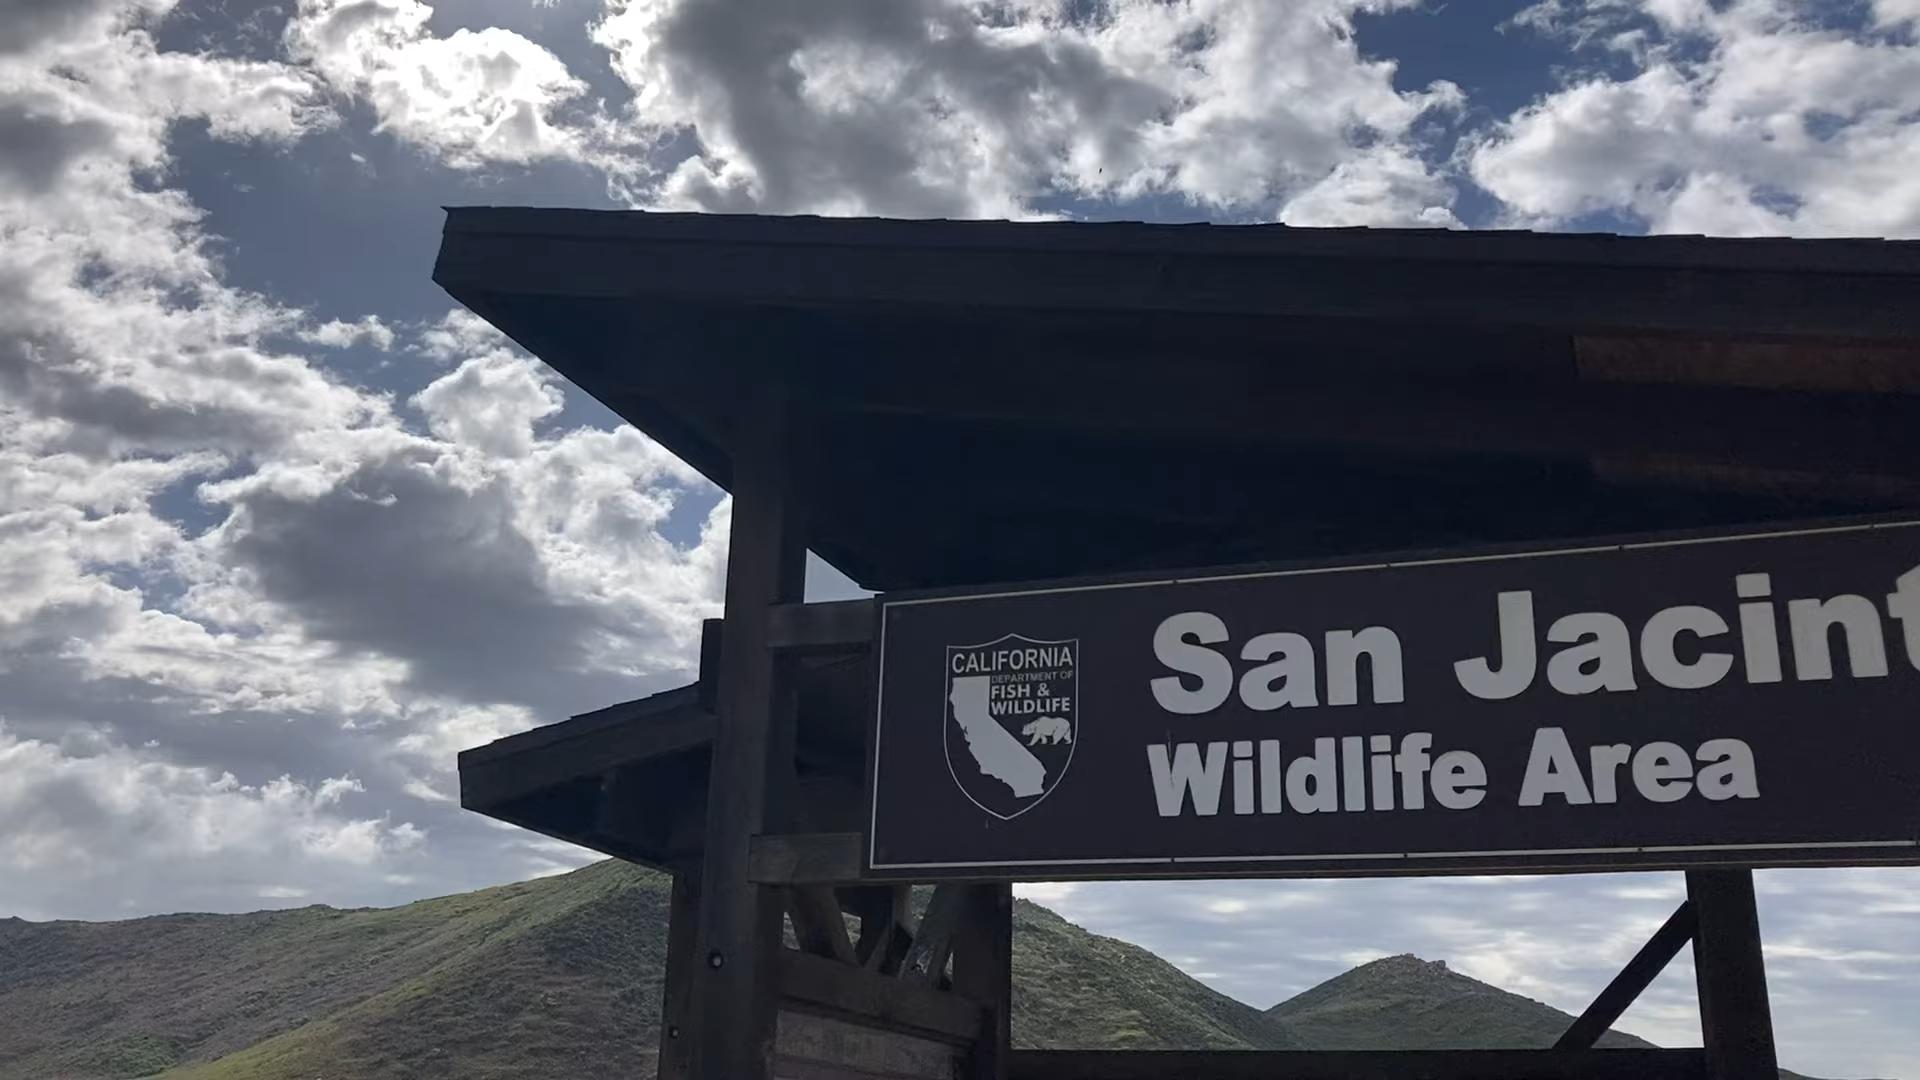 CALIFORNIA
DEPARTMENT OF
FISH &
WILDLIFE
San Jacint
Wildlife Area